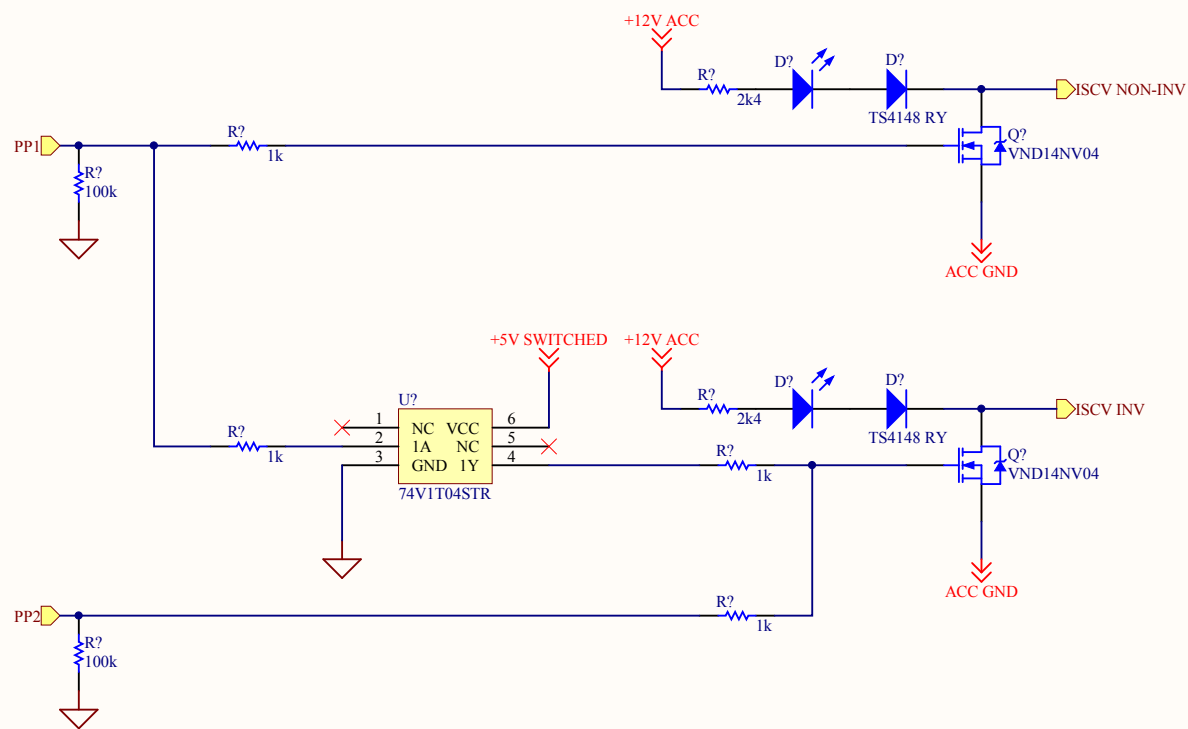 +12V ACC
D?
D?
R?
2k4
TS4148 RY
ISCV NON-INV
PP1
R?
1k
Q?
VND14NV04
R?
100k
ACC GND
+5V SWITCHED
+12V ACC
D?
D?
R?
2k4
TS4148 RY
ISCV INV
U?
1
NC
VCC
6
R?
1k
2
1A
NC
5
3
GND
1Y
4
74V1T04STR
R?
1k
Q?
VND14NV04
ACC GND
PP2
R?
1k
R?
100k